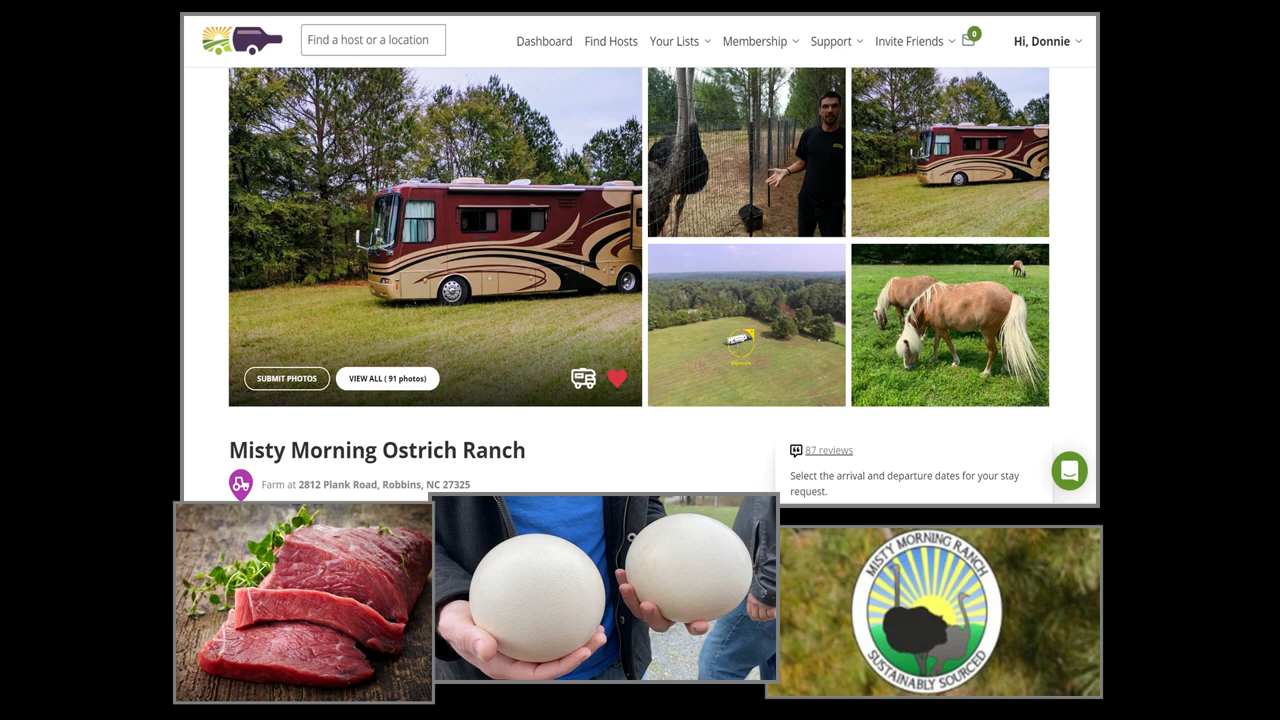 Find a host or a location
Dashboard Find Hosts Your Lists Membership Support Invite Friends 0 Hi, Donnie
SUBMIT PHOTOS VIEW ALL ( 91 photos)
Misty Morning Ostrich Ranch
Farm at 2812 Plank Road, Robbins, NC 27325
87 reviews
Select the arrival and departure dates for your stay
request.
MISTY MORNING RANCH
SUSTAINABLY SOURCED